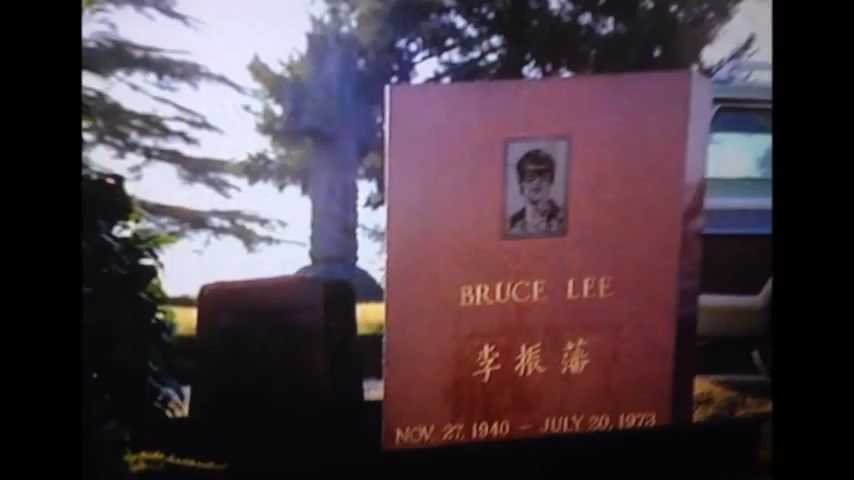 BRUCE LEE
李振藩
NOV. 27, 1940 – JULY 20, 1973